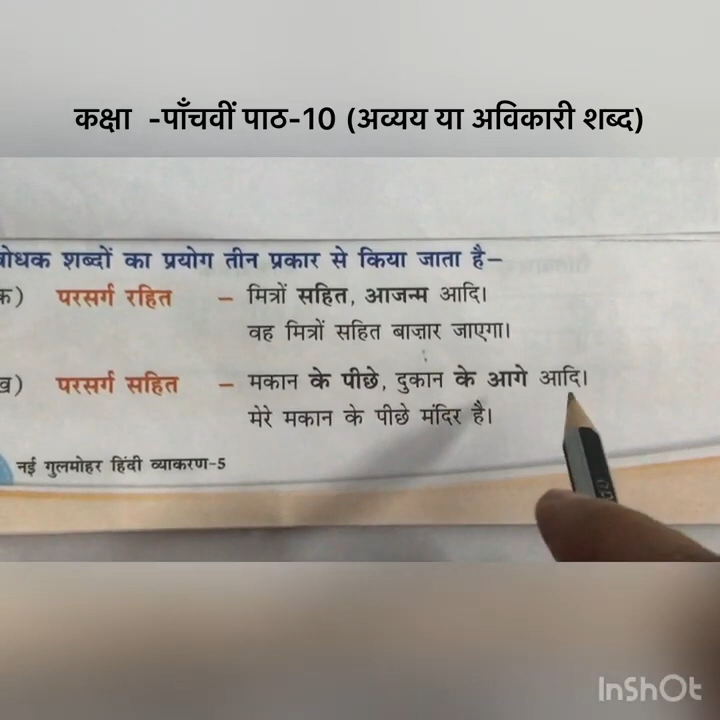 कक्षा -पाँचवीं पाठ-10 (अव्यय या अविकारी शब्द)
शब्दों का प्रयोग तीन प्रकार से किया जाता है–
क) परसर्ग रहित – मित्रों सहित, आजन्म आदि।
वह मित्रों सहित बाज़ार जाएगा।
ख) परसर्ग सहित – मकान के पीछे, दुकान के आगे आदि।
मेरे मकान के पीछे मंदिर है।
नई गुलमोहर हिंदी व्याकरण-5
InShOt